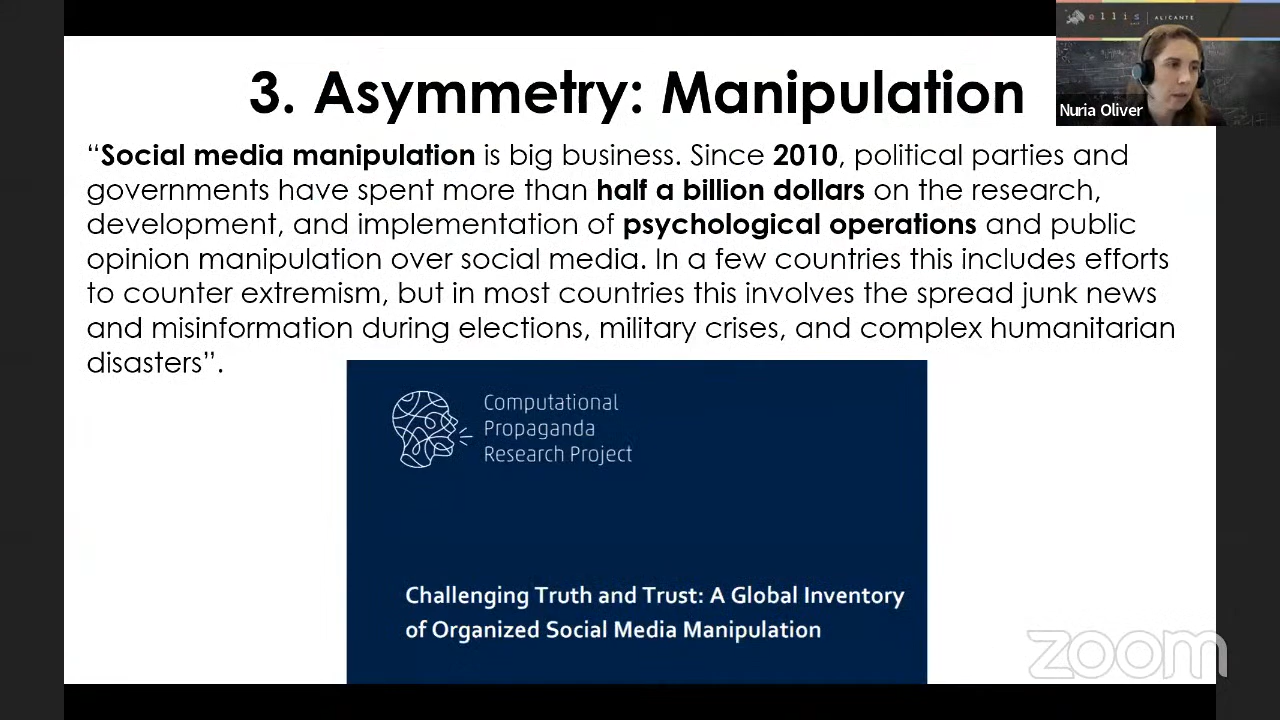 ellis
ALICANTE
3. Asymmetry: Manipulation
Nuria Oliver
“Social media manipulation is big business. Since 2010, political parties and
governments have spent more than half a billion dollars on the research,
development, and implementation of psychological operations and public
opinion manipulation over social media. In a few countries this includes efforts
to counter extremism, but in most countries this involves the spread junk news
and misinformation during elections, military crises, and complex humanitarian
disasters”.
Computational
Propaganda
Research Project
Challenging Truth and Trust: A Global Inventory
of Organized Social Media Manipulation
zoom